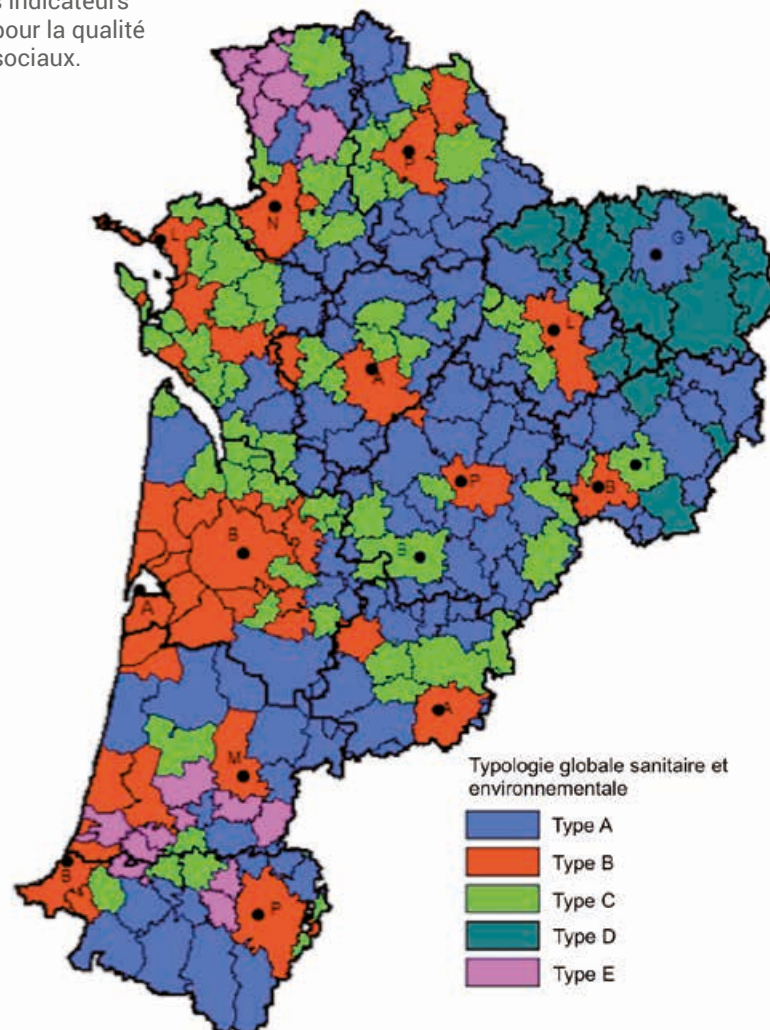 s indicateurs
pour la qualité
sociaux.
P
N
L
G
L
A
P
T
B
B
B
A
A
M
B
P
Typologie globale sanitaire et
environnementale
Type A
Type B
Type C
Type D
Type E